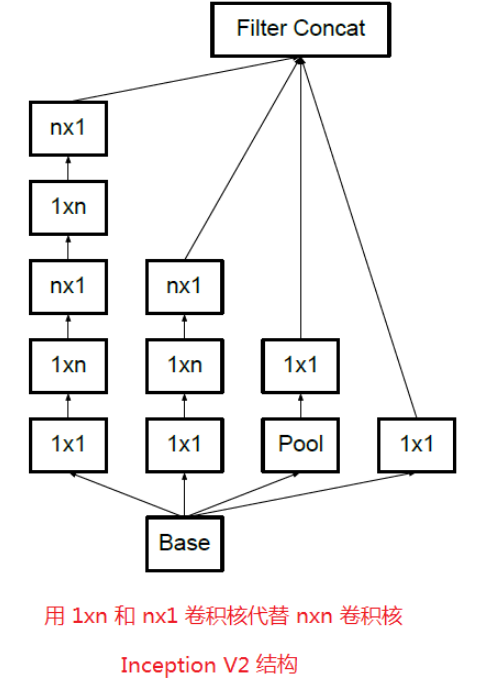 Filter Concat
nx1
1xn
nx1 nx1
1xn 1xn 1x1
1x1 1x1 Pool 1x1
Base
用 1xn 和 nx1 卷积核代替 nxn 卷积核
Inception V2 结构